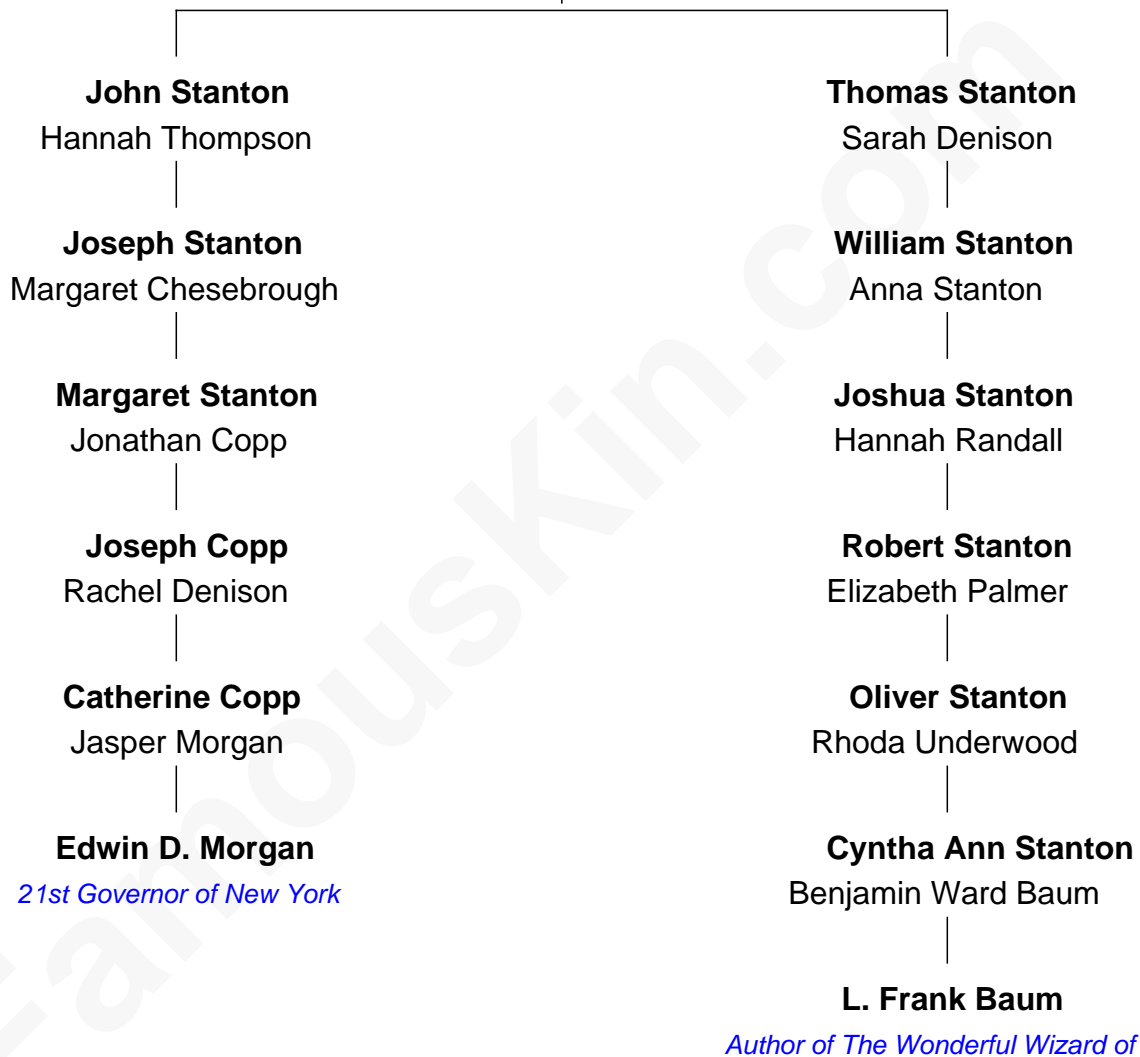 John Stanton
Hannah Thompson
Thomas Stanton
Sarah Denison
Joseph Stanton
Margaret Chesebrough
William Stanton
Anna Stanton
Margaret Stanton
Jonathan Copp
Joshua Stanton
Hannah Randall
Joseph Copp
Rachel Denison
Robert Stanton
Elizabeth Palmer
Catherine Copp
Jasper Morgan
Oliver Stanton
Rhoda Underwood
Edwin D. Morgan
21st Governor of New York
Cyntha Ann Stanton
Benjamin Ward Baum
L. Frank Baum
Author of The Wonderful Wizard of
FamousKin.com